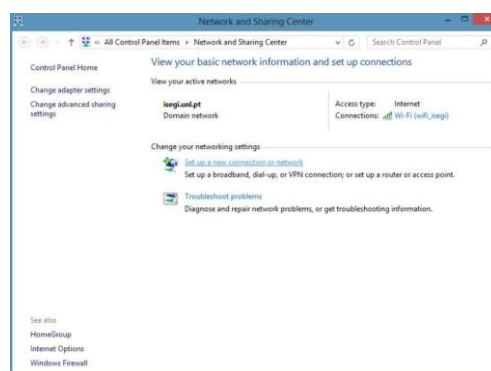 Network and Sharing Center
« All Control Panel Items ▸ Network and Sharing Center
Search Control Panel
Control Panel Home
Change adapter settings
Change advanced sharing
settings
View your basic network information and set up connections
View your active networks
isegi.unl.pt
Domain network
Access type: Internet
Connections: Wi-Fi (wifi_isegi)
Change your networking settings
Set up a new connection or network
Set up a broadband, dial-up, or VPN connection; or set up a router or access point.
Troubleshoot problems
Diagnose and repair network problems, or get troubleshooting information.
See also
HomeGroup
Internet Options
Windows Firewall